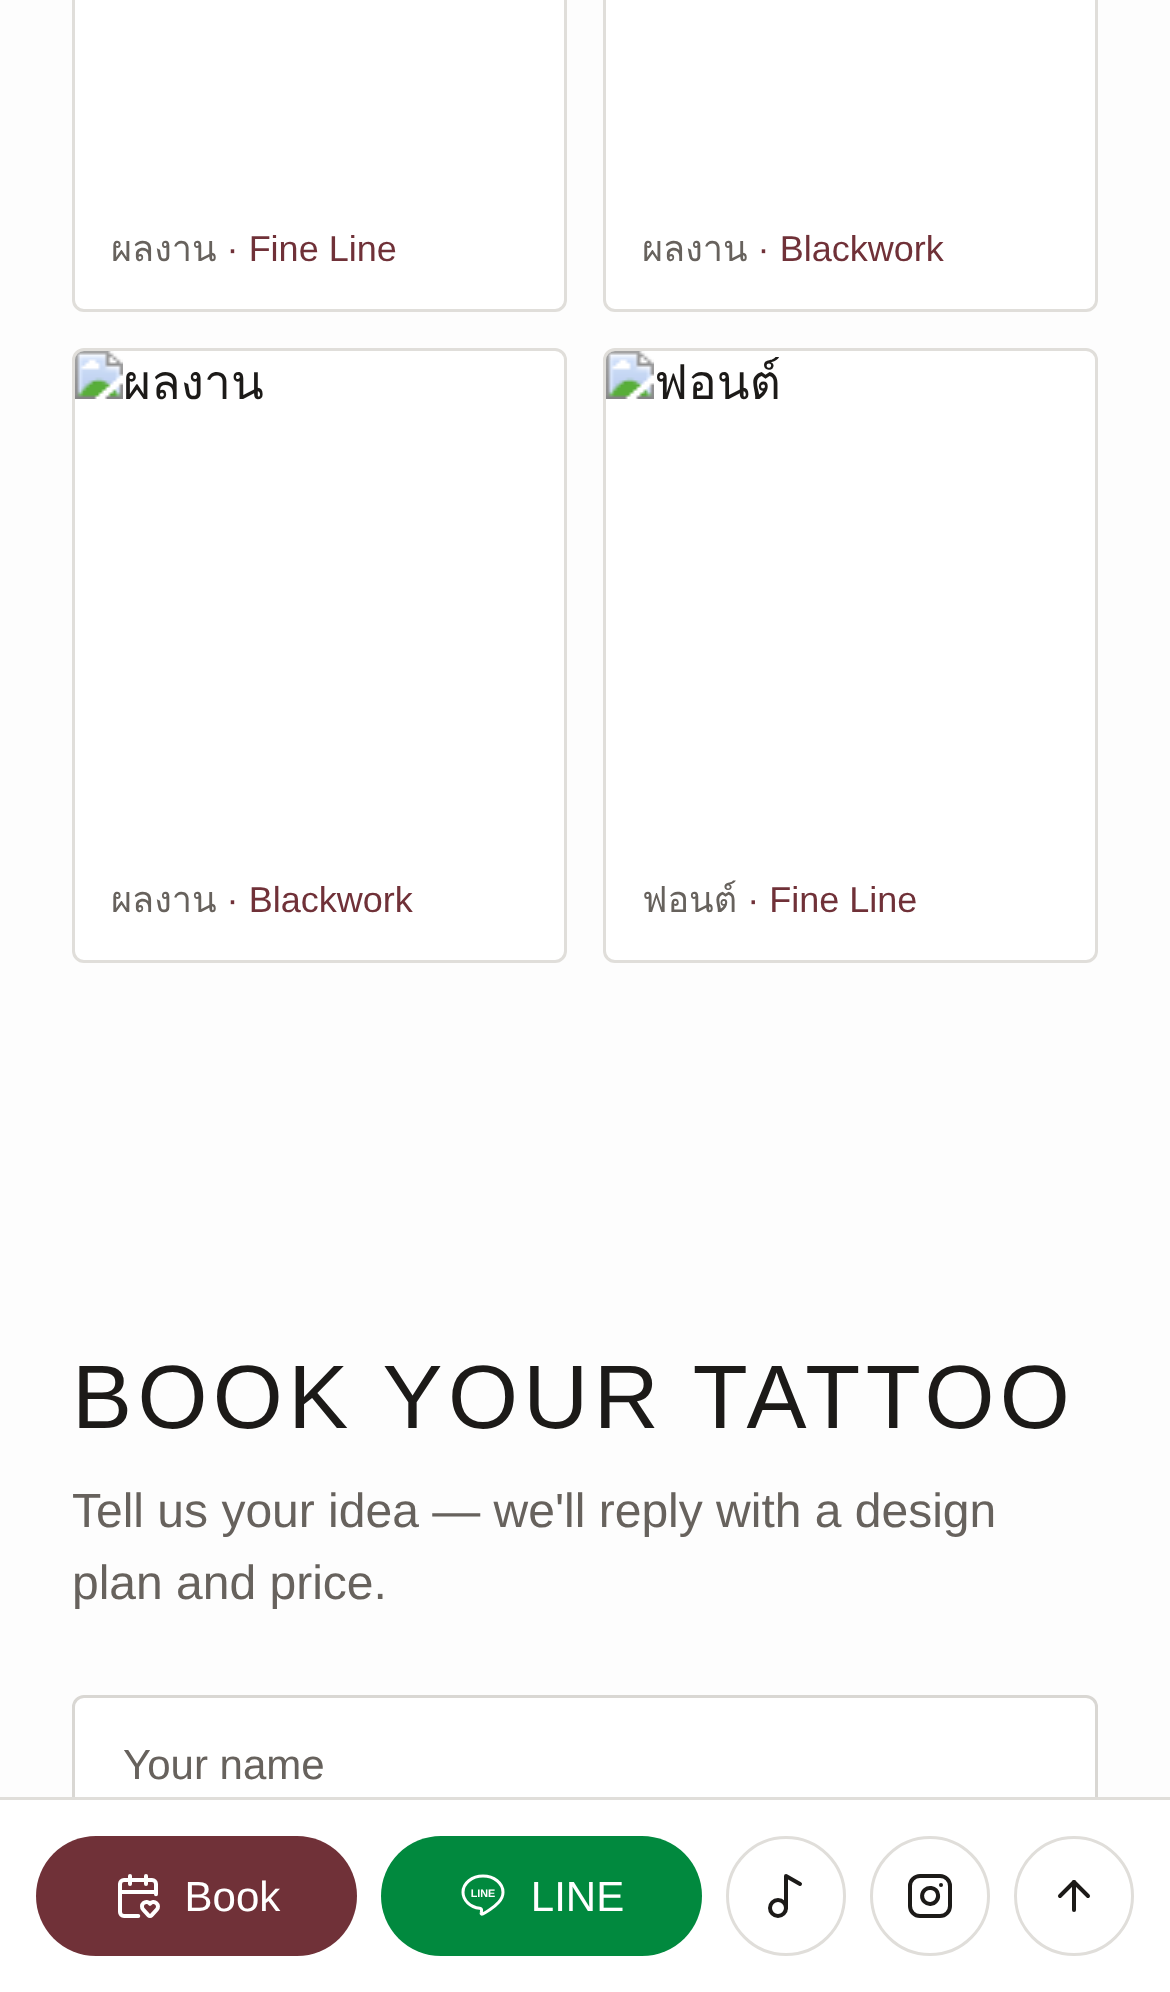 ผลงาน · Fine Line
ผลงาน · Blackwork
ผลงาน
ฟอนต์
ผลงาน · Blackwork
ฟอนต์ · Fine Line
BOOK YOUR TATTOO
Tell us your idea — we'll reply with a design
plan and price.
Your name
Book
LINE LINE